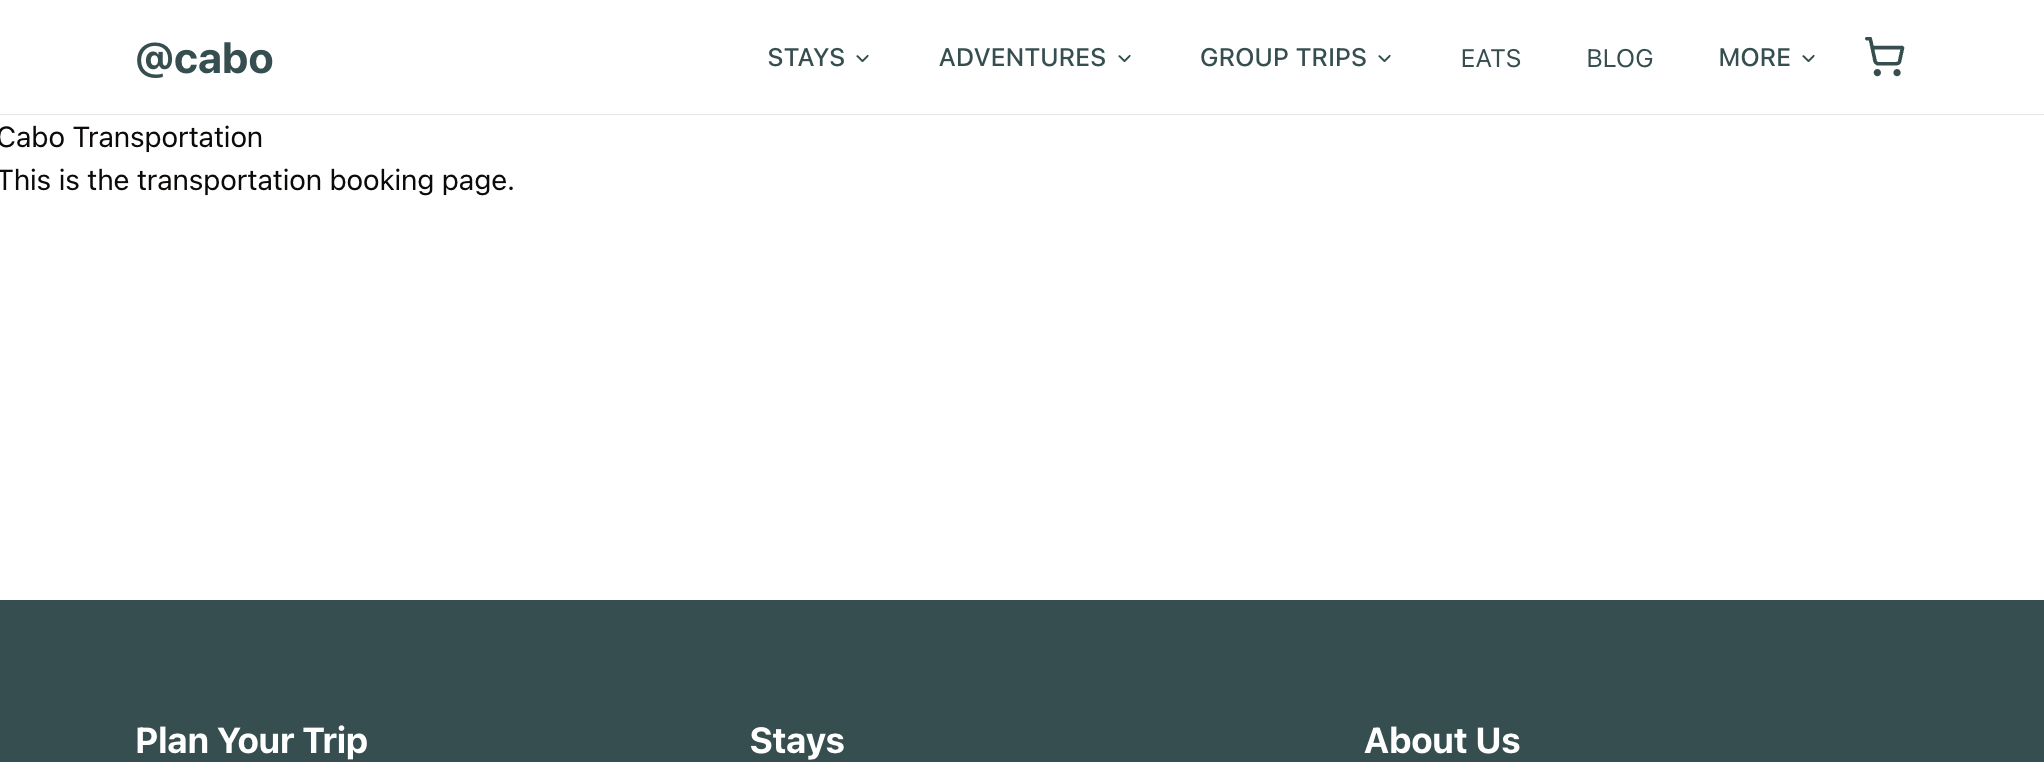 @cabo STAYS ADVENTURES GROUP TRIPS EATS BLOG MORE
Cabo Transportation
This is the transportation booking page.
Plan Your Trip Stays About Us